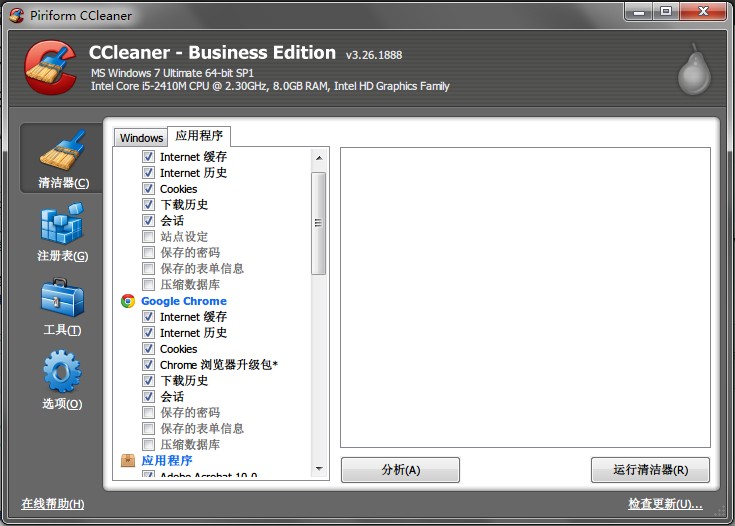 Piriform CCleaner
CCleaner - Business Edition v3.26.1888
MS Windows 7 Ultimate 64-bit SP1
Intel Core i5-2410M CPU @ 2.30GHz, 8.0GB RAM, Intel HD Graphics Family
清洁器(C)
注册表(G)
工具(T)
选项(O)
Windows 应用程序
Internet 缓存
Internet 历史
Cookies
下载历史
会话
站点设定
保存的密码
保存的表单信息
压缩数据库
Google Chrome
Internet 缓存
Internet 历史
Cookies
Chrome 浏览器升级包*
下载历史
会话
保存的密码
保存的表单信息
压缩数据库
应用程序
Adobe Acrobat 10.0
分析(A)
运行清洁器(R)
在线帮助(H)
检查更新(U)...